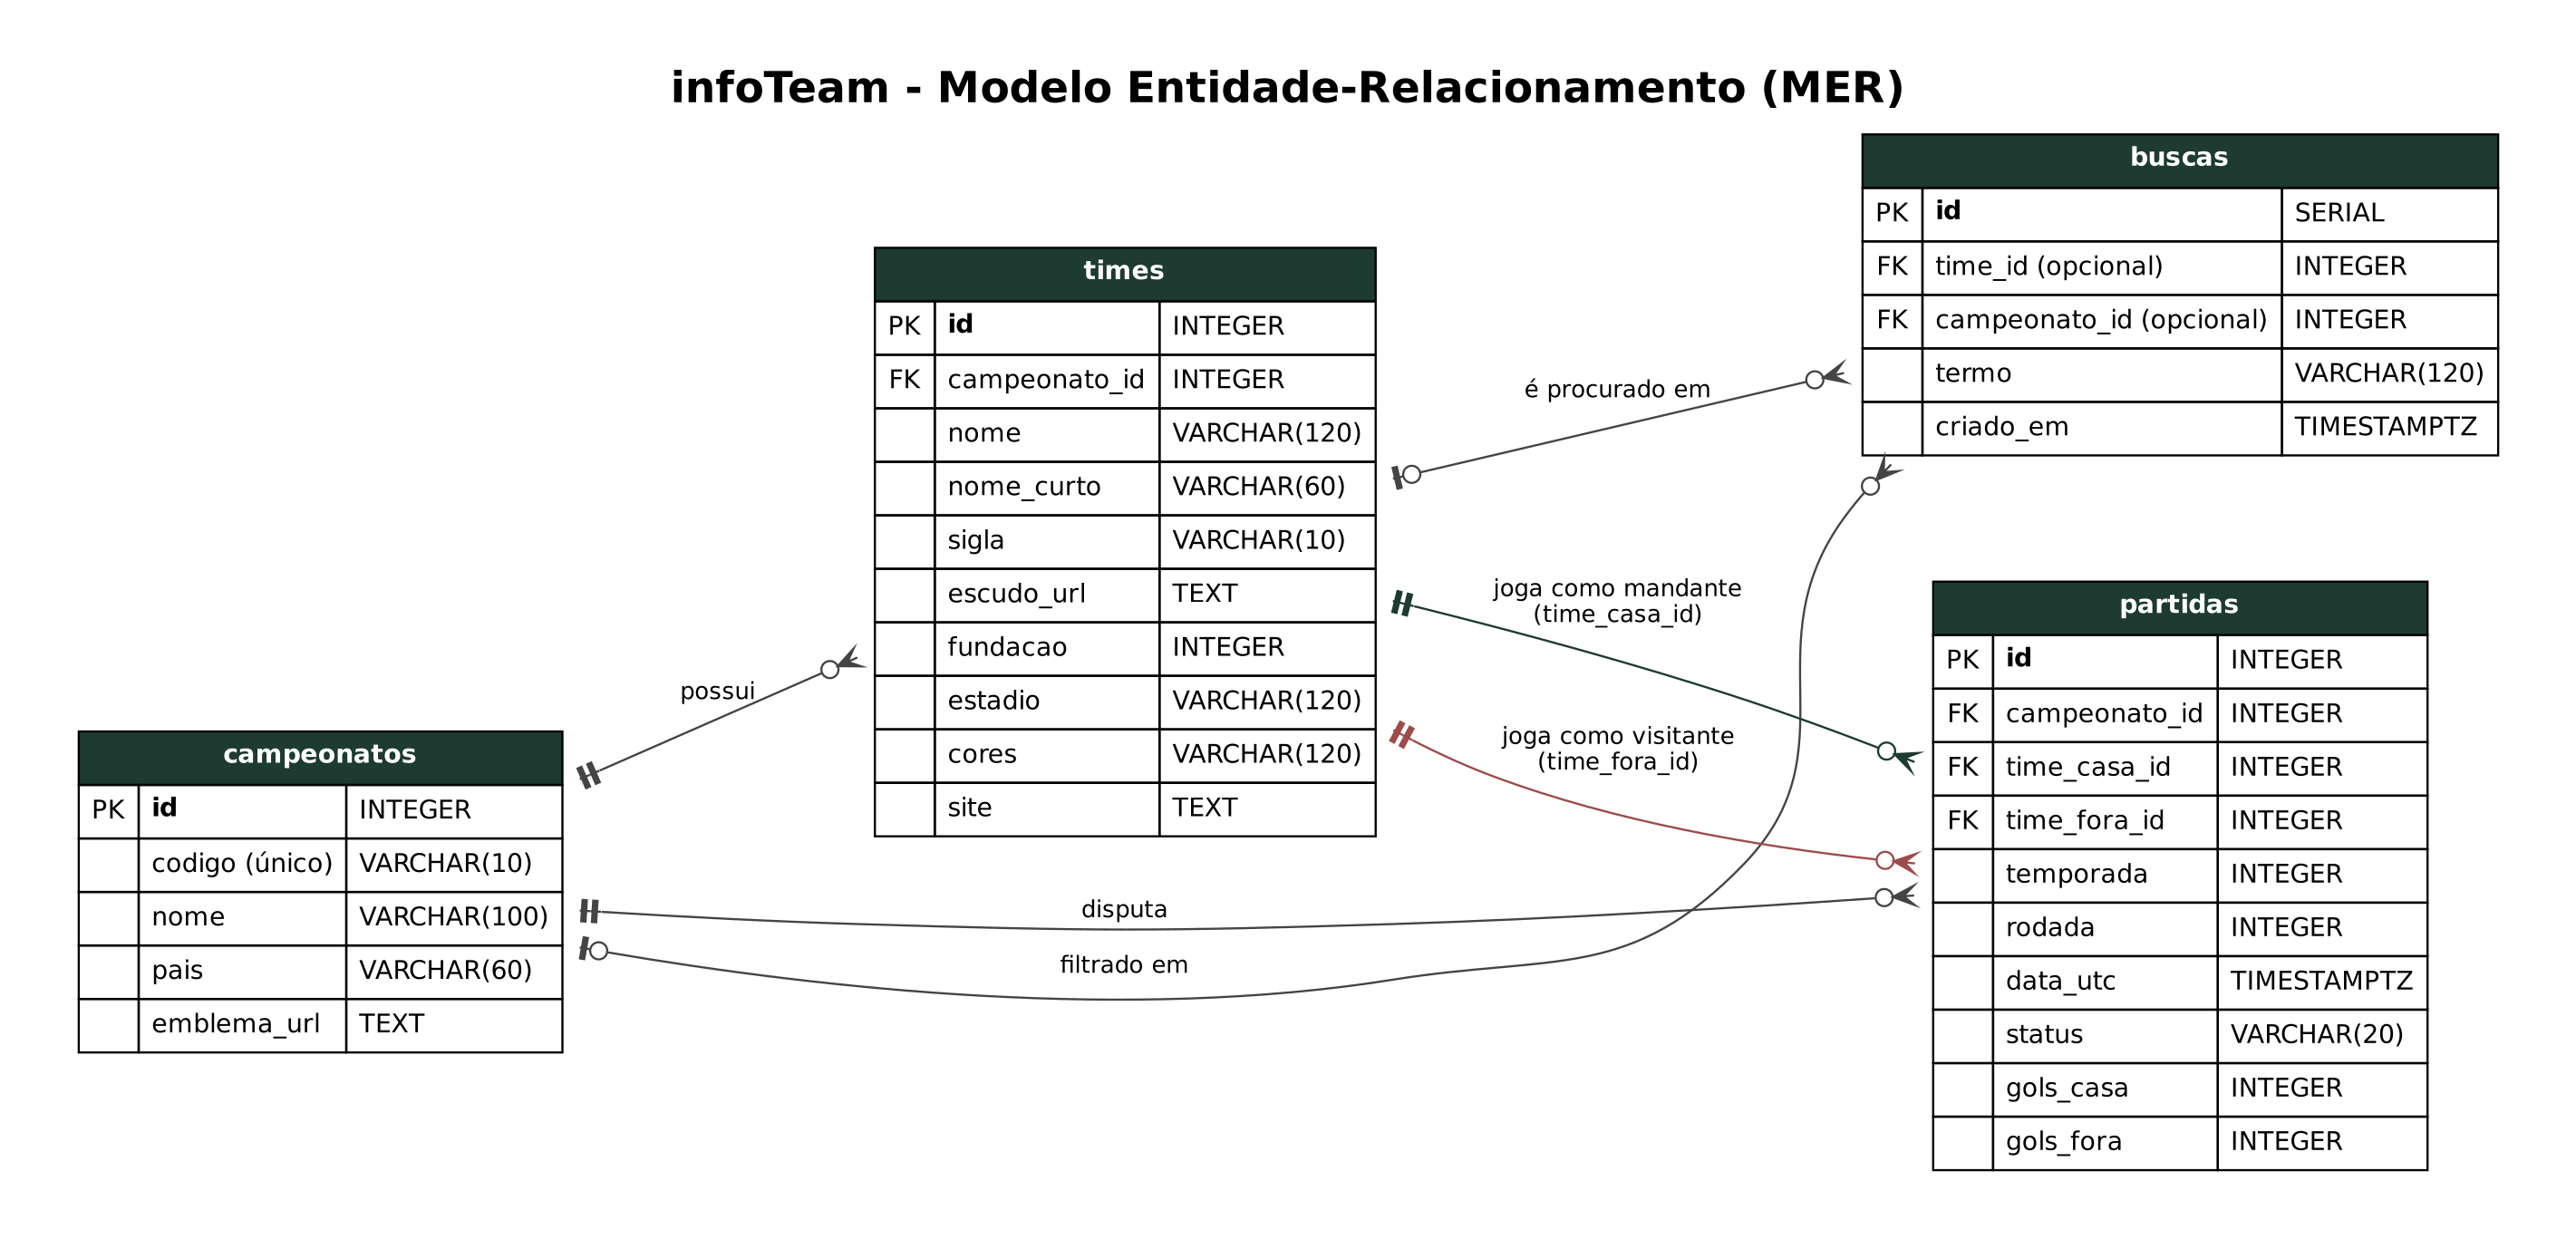 infoTeam - Modelo Entidade-Relacionamento (MER)
campeonatos
PK id INTEGER
codigo (único) VARCHAR(10)
nome VARCHAR(100)
pais VARCHAR(60)
emblema_url TEXT
possui
disputa
filtrado em
times
PK id INTEGER
FK campeonato_id INTEGER
nome VARCHAR(120)
nome_curto VARCHAR(60)
sigla VARCHAR(10)
escudo_url TEXT
fundacao INTEGER
estadio VARCHAR(120)
cores VARCHAR(120)
site TEXT
é procurado em
joga como mandante
(time_casa_id)
joga como visitante
(time_fora_id)
buscas
PK id SERIAL
FK time_id (opcional) INTEGER
FK campeonato_id (opcional) INTEGER
termo VARCHAR(120)
criado_em TIMESTAMPTZ
partidas
PK id INTEGER
FK campeonato_id INTEGER
FK time_casa_id INTEGER
FK time_fora_id INTEGER
temporada INTEGER
rodada INTEGER
data_utc TIMESTAMPTZ
status VARCHAR(20)
gols_casa INTEGER
gols_fora INTEGER